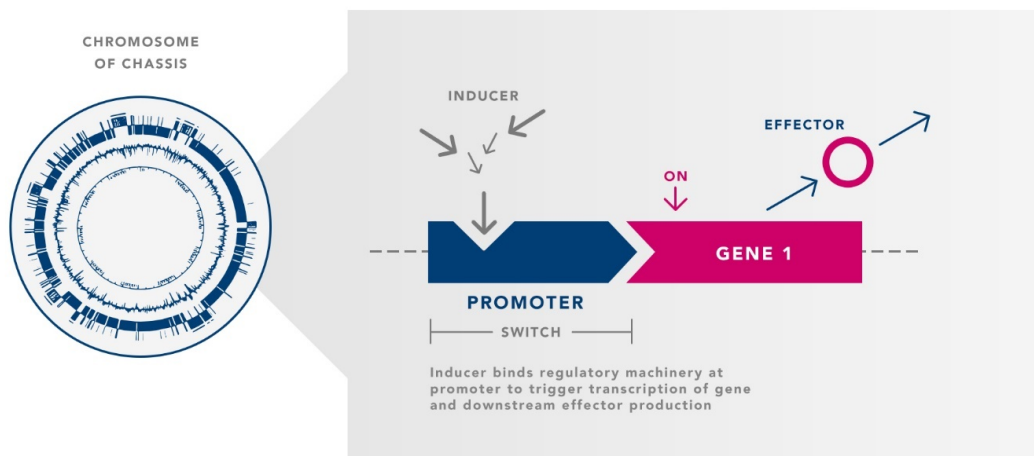 CHROMOSOME
OF CHASSIS
INDUCER
EFFECTOR
ON
GENE 1
PROMOTER
SWITCH
Inducer binds regulatory machinery at
promoter to trigger transcription of gene
and downstream effector production